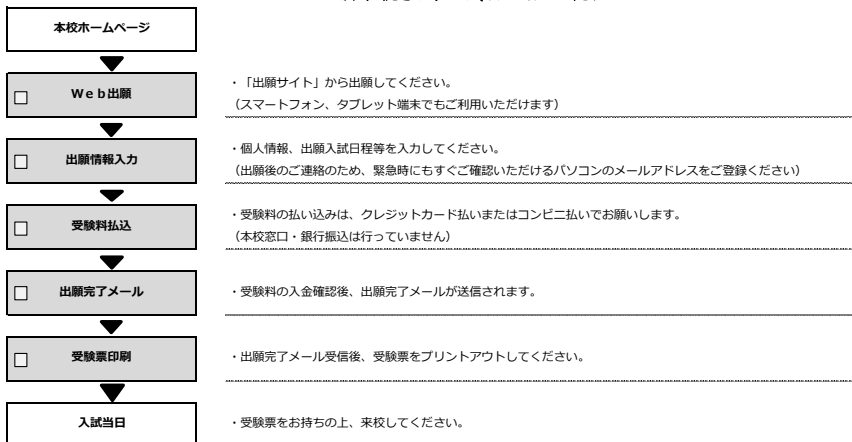 本校ホームページ
Ｗｅｂ出願
・「出願サイト」から出願してください。
（スマートフォン、タブレット端末でもご利用いただけます）
出願情報入力
・個人情報、出願入試日程等を入力してください。
（出願後のご連絡のため、緊急時にもすぐご確認いただけるパソコンのメールアドレスをご登録ください）
受験料払込
・受験料の払い込みは、クレジットカード払いまたはコンビニ払いでお願いします。
（本校窓口・銀行振込は行っていません）
出願完了メール
・受験料の入金確認後、出願完了メールが送信されます。
受験票印刷
・出願完了メール受信後、受験票をプリントアウトしてください。
入試当日
・受験票をお持ちの上、来校してください。